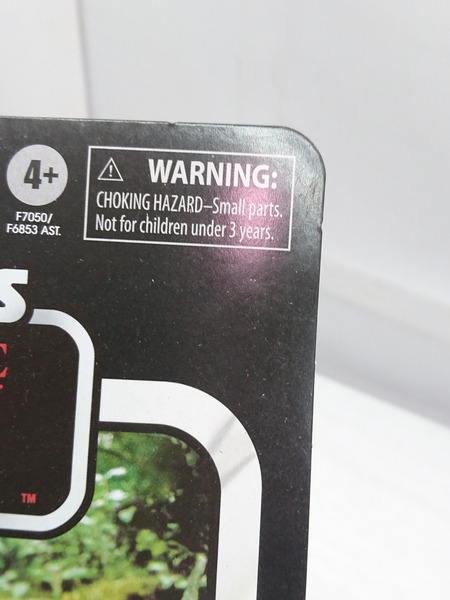 4+
F7050/
F6853 AST.
WARNING:
CHOKING HAZARD–Small parts.
Not for children under 3 years.
S
E
TM